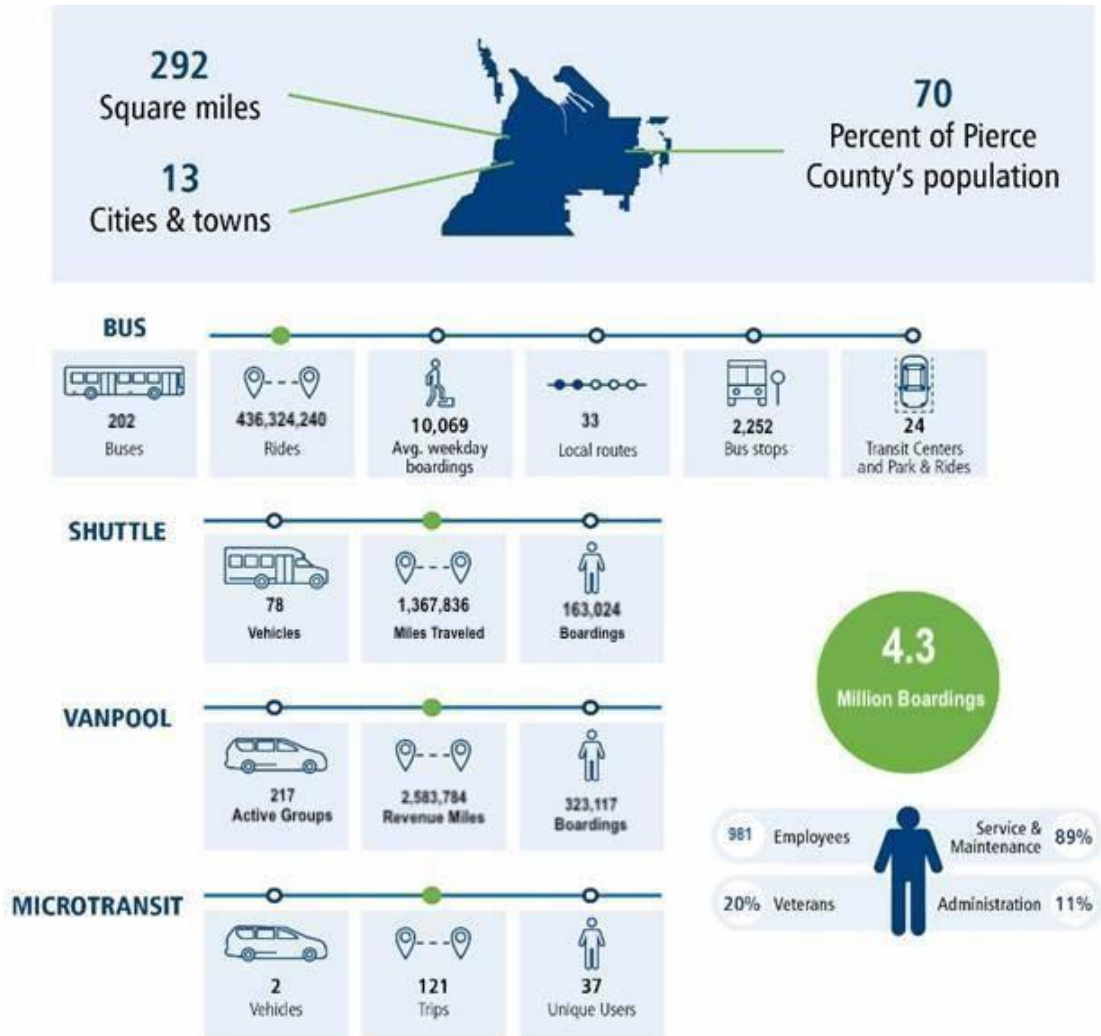 292
Square miles
13
Cities & towns
70
Percent of Pierce
County's population
BUS
202
Buses
436,324,240
Rides
10,069
Avg. weekday
boardings
33
Local routes
2,252
Bus stops
24
Transit Centers
and Park & Rides
SHUTTLE
78
Vehicles
1,367,836
Miles Traveled
163,024
Boardings
4.3
Million Boardings
VANPOOL
217
Active Groups
2,583,784
Revenue Miles
323,117
Boardings
981 Employees
Service &
Maintenance 89%
20% Veterans
Administration 11%
MICROTRANSIT
2
Vehicles
121
Trips
37
Unique Users